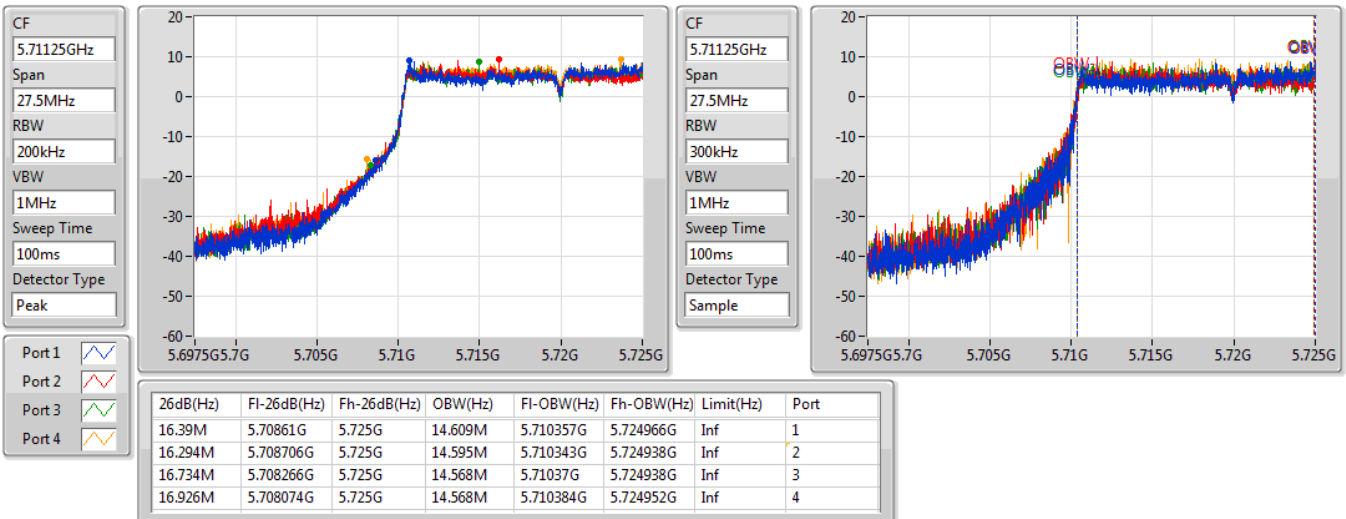 CF
5.71125GHz
Span
27.5MHz
RBW
200kHz
VBW
1MHz
Sweep Time
100ms
Detector Type
Peak
20
10
0
-10
-20
-30
-40
-50
-60
5.6975G 5.7G 5.705G 5.71G 5.715G 5.72G 5.725G
CF
5.71125GHz
Span
27.5MHz
RBW
300kHz
VBW
1MHz
Sweep Time
100ms
Detector Type
Sample
20
10
0
-10
-20
-30
-40
-50
-60
OBW
OBW
OBW
5.6975G 5.7G 5.705G 5.71G 5.715G 5.72G 5.725G
Port 1
Port 2
Port 3
Port 4
26dB(Hz) Fl-26dB(Hz) Fh-26dB(Hz) OBW(Hz) Fl-OBW(Hz) Fh-OBW(Hz) Limit(Hz) Port
16.39M 5.70861G 5.725G 14.609M 5.710357G 5.724966G Inf 1
16.294M 5.708706G 5.725G 14.595M 5.710343G 5.724938G Inf 2
16.734M 5.708266G 5.725G 14.568M 5.71037G 5.724938G Inf 3
16.926M 5.708074G 5.725G 14.568M 5.710384G 5.724952G Inf 4